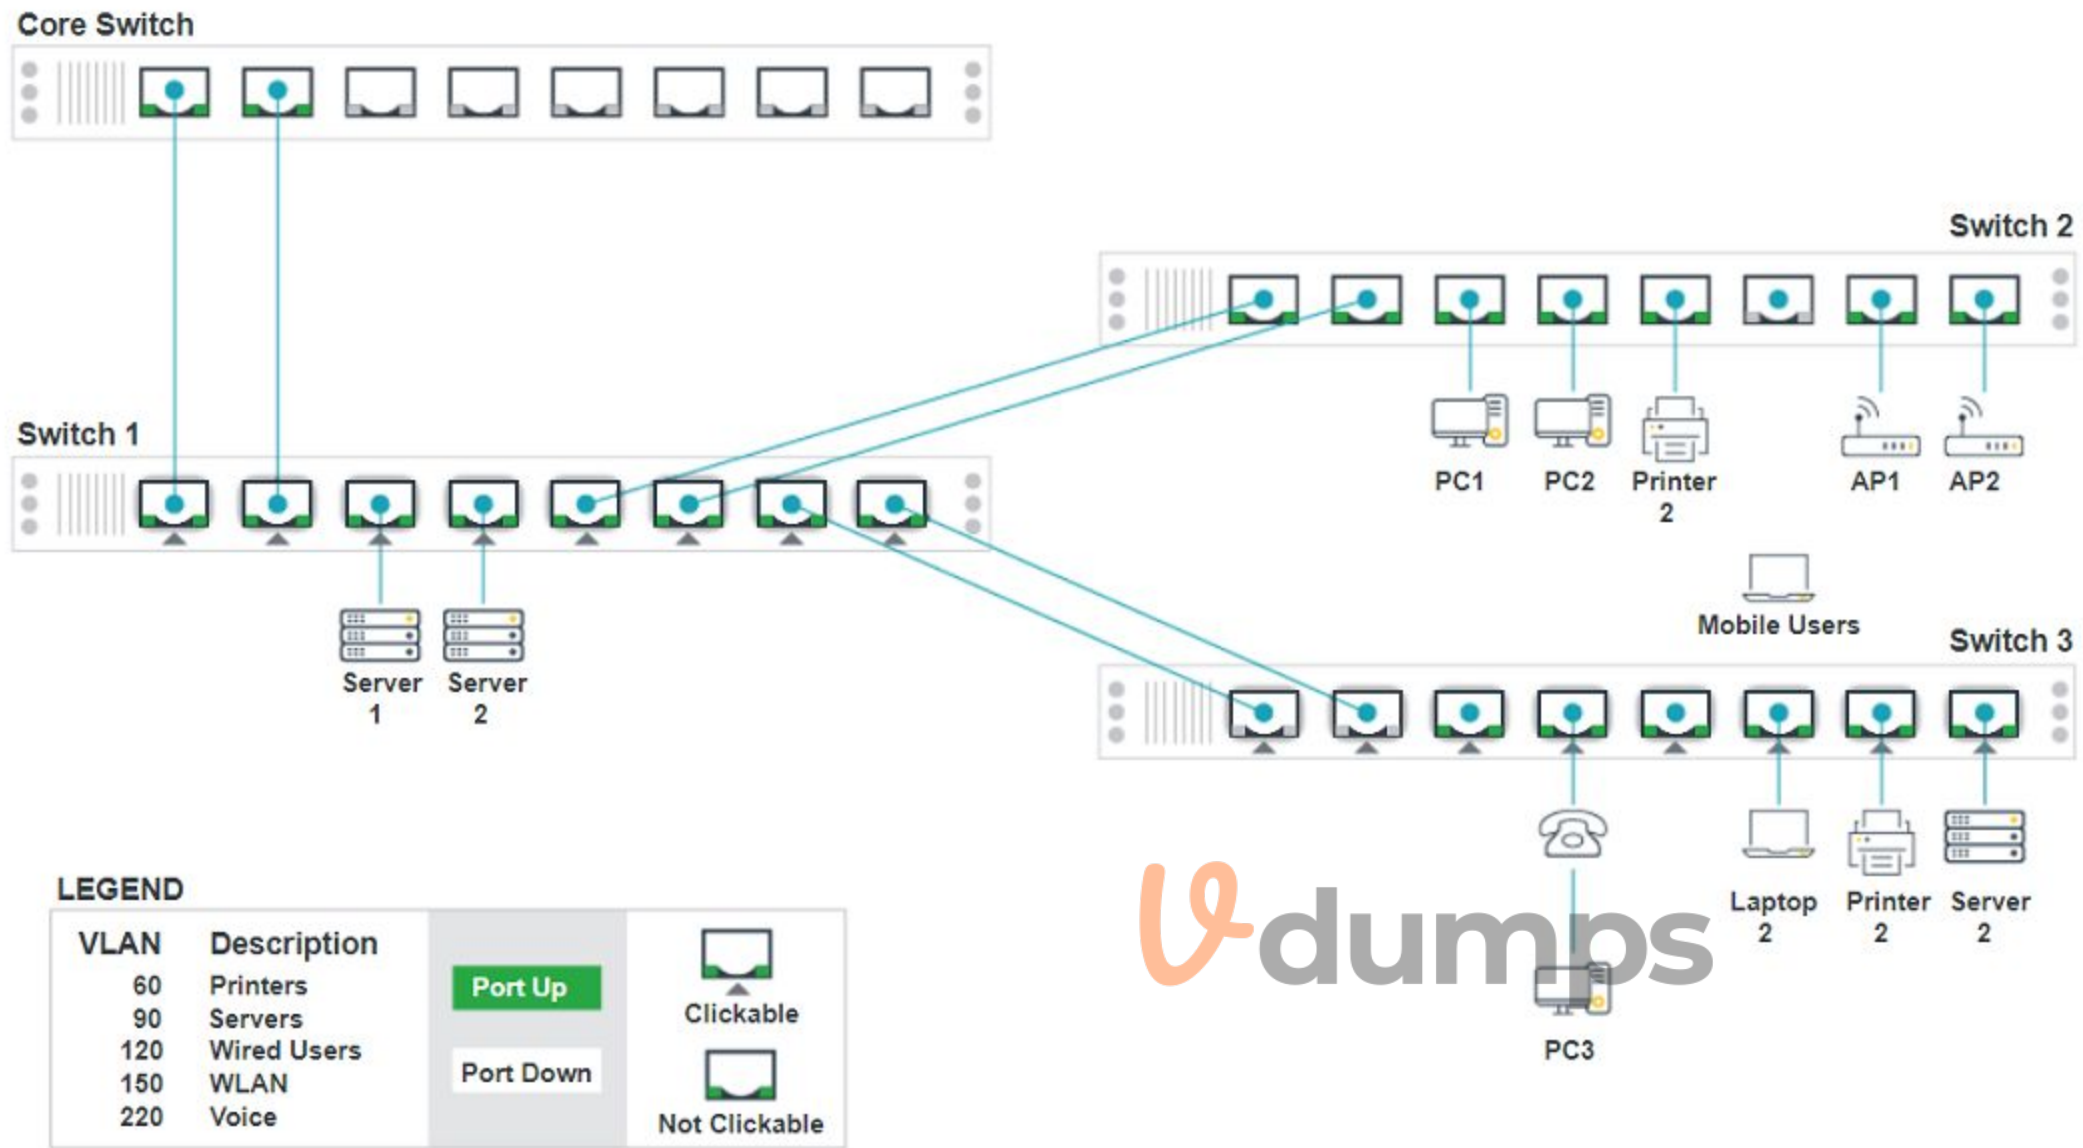 Core Switch
Switch 2
PC1
PC2
Printer
2
AP1
AP2
Switch 1
Server
1
Server
2
Mobile Users
Switch 3
Laptop
2
Printer
2
Server
2
PC3
Vdumps
LEGEND
VLAN Description
60 Printers
90 Servers
120 Wired Users
150 WLAN
220 Voice
Port Up
Port Down
Clickable
Not Clickable